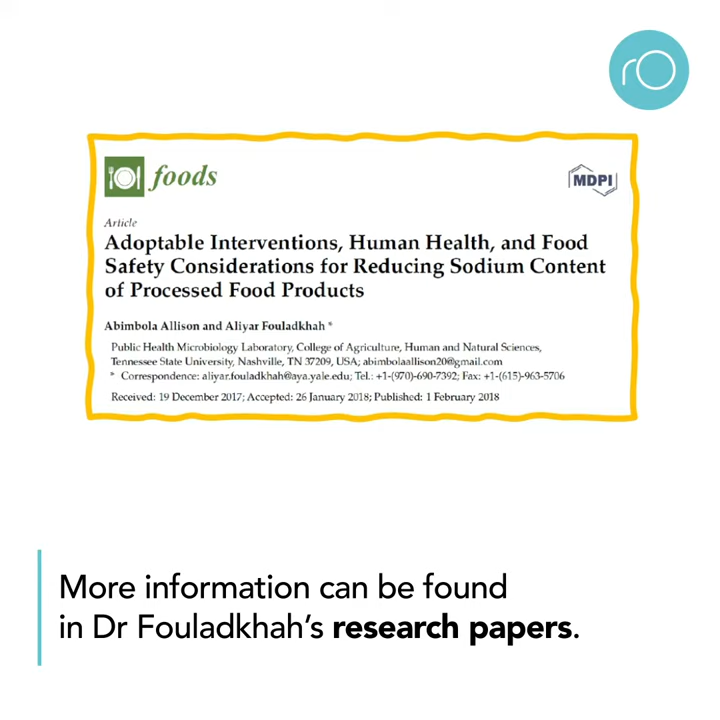 ro
foods
MDPI
Article
Adoptable Interventions, Human Health, and Food
Safety Considerations for Reducing Sodium Content
of Processed Food Products
Abimbola Allison and Aliyar Fouladkhah *
Public Health Microbiology Laboratory, College of Agriculture, Human and Natural Sciences,
Tennessee State University, Nashville, TN 37209, USA; abimbolaallison20@gmail.com
* Correspondence: aliyar.fouladkhah@aya.yale.edu; Tel.: +1-(970)-690-7392; Fax: +1-(615)-963-5706
Received: 19 December 2017; Accepted: 26 January 2018; Published: 1 February 2018
More information can be found
in Dr Fouladkhah’s research papers.